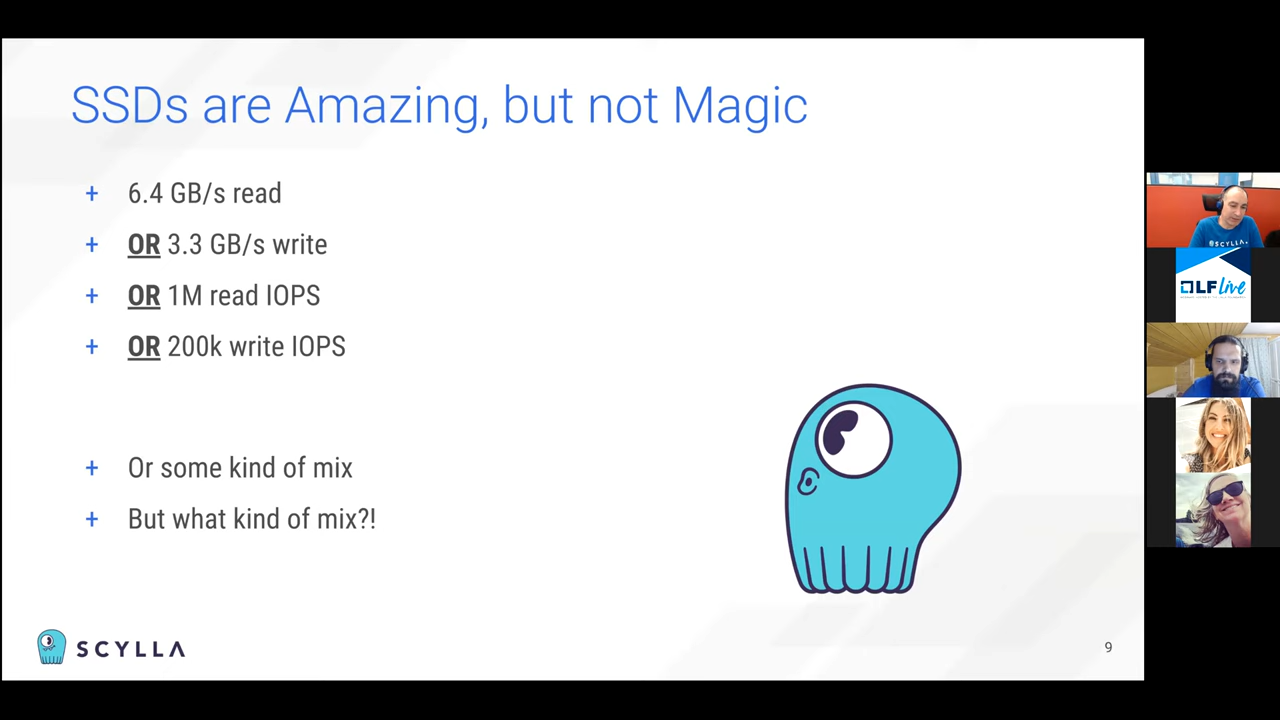 SSDs are Amazing, but not Magic
+ 6.4 GB/s read
+ OR 3.3 GB/s write
+ OR 1M read IOPS
+ OR 200k write IOPS
+ Or some kind of mix
+ But what kind of mix?!
SCYLLA
9
@SCYLLA.
LF Live